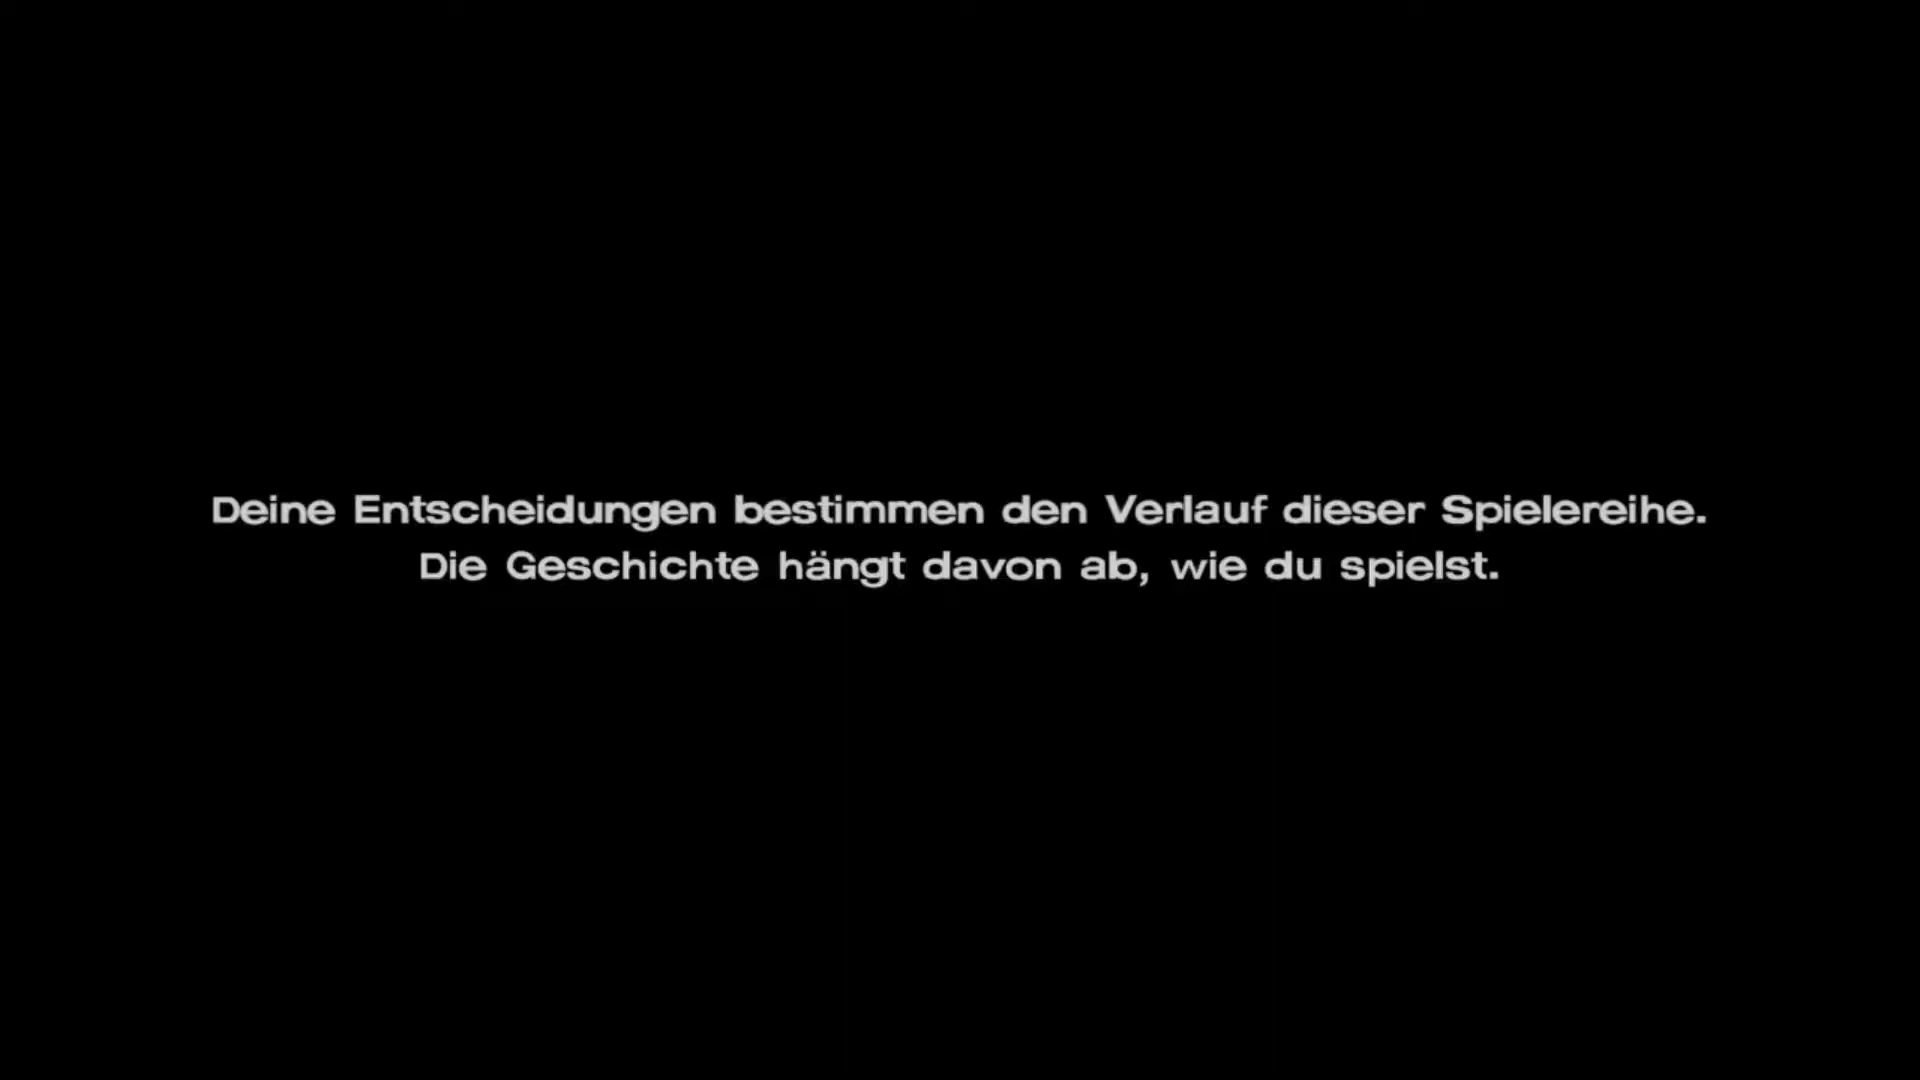 Deine Entscheidungen bestimmen den Verlauf dieser Spielereihe.
Die Geschichte hängt davon ab, wie du spielst.